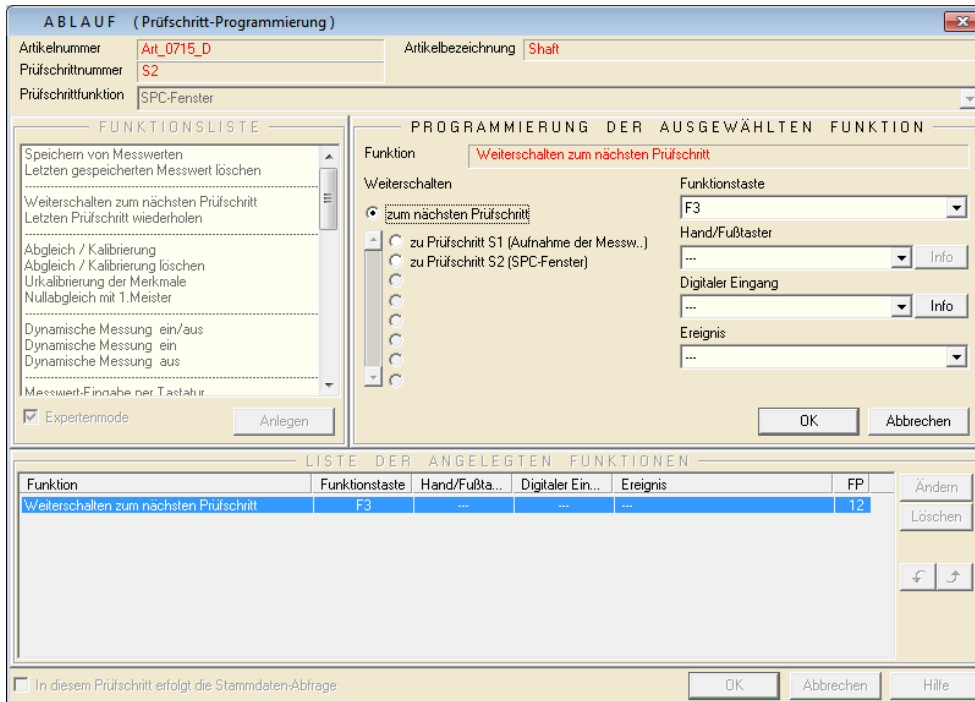 ABLAUF (Prüfschritt-Programmierung)
Artikelnummer Art_0715_D Artikelbezeichnung Shaft
Prüfschrittnummer S2
Prüfschrittfunktion SPC-Fenster
FUNKTIONSLISTE
Speichern von Messwerten
Letzten gespeicherten Messwert löschen
Weiterschalten zum nächsten Prüfschritt
Letzten Prüfschritt wiederholen
Abgleich / Kalibrierung
Abgleich / Kalibrierung löschen
Urkalibrierung der Merkmale
Nullabgleich mit 1.Meister
Dynamische Messung ein/aus
Dynamische Messung ein
Dynamische Messung aus
Messwert-Eingabe per Tastatur
Expertenmode
Anlegen
PROGRAMMIERUNG DER AUSGEWÄHLTEN FUNKTION
Funktion Weiterschalten zum nächsten Prüfschritt
Weiterschalten
zum nächsten Prüfschritt
zu Prüfschritt S1 (Aufnahme der Messw..)
zu Prüfschritt S2 (SPC-Fenster)
Funktionstaste
F3
Hand/Fußtaster
--- Info
Digitaler Eingang
--- Info
Ereignis
---
OK Abbrechen
LISTE DER ANGELEGTEN FUNKTIONEN
Funktion Funktionstaste Hand/Fußta... Digitaler Ein... Ereignis FP
Weiterschalten zum nächsten Prüfschritt F3 --- --- --- 12
Ändern
Löschen
In diesem Prüfschritt erfolgt die Stammdaten-Abfrage
OK Abbrechen Hilfe